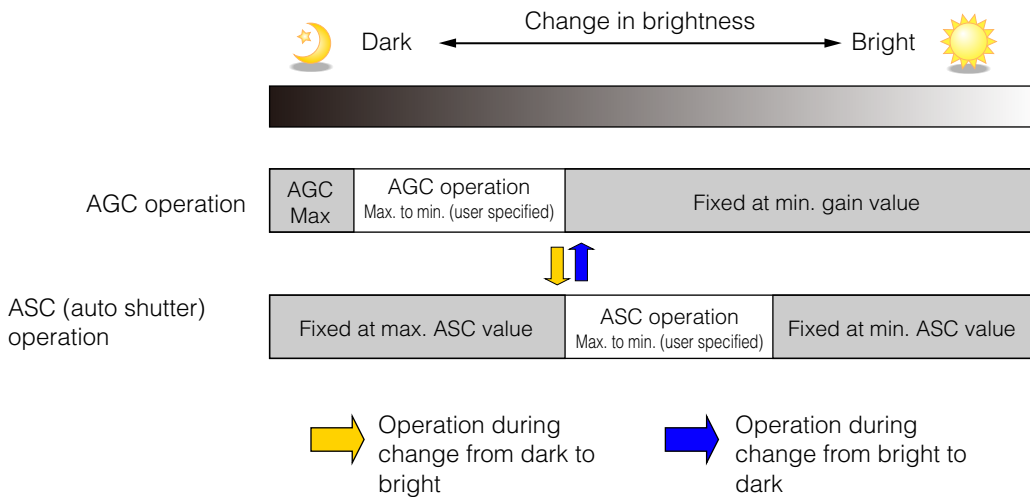 Change in brightness
Dark
Bright
AGC operation
AGC
Max
AGC operation
Max. to min. (user specified)
Fixed at min. gain value
ASC (auto shutter)
operation
Fixed at max. ASC value
ASC operation
Max. to min. (user specified)
Fixed at min. ASC value
Operation during
change from dark to
bright
Operation during
change from bright to
dark